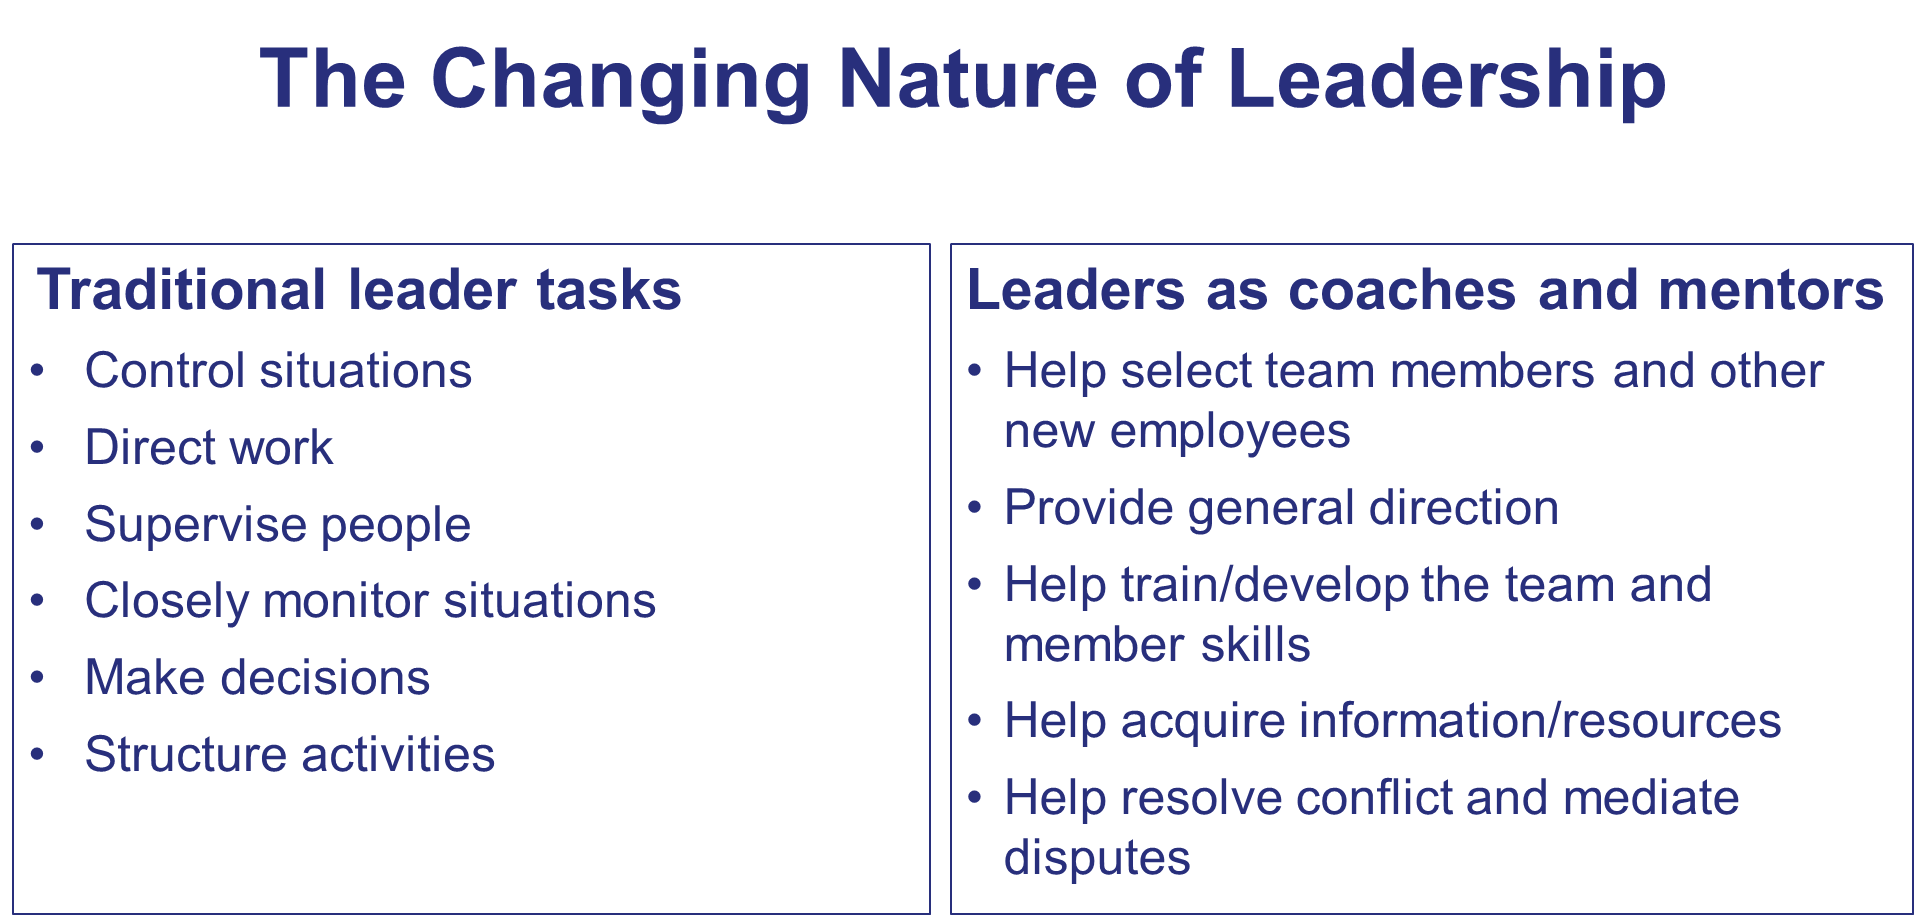 The Changing Nature of Leadership
Traditional leader tasks
• Control situations
• Direct work
• Supervise people
• Closely monitor situations
• Make decisions
• Structure activities
Leaders as coaches and mentors
• Help select team members and other
new employees
• Provide general direction
• Help train/develop the team and
member skills
• Help acquire information/resources
• Help resolve conflict and mediate
disputes